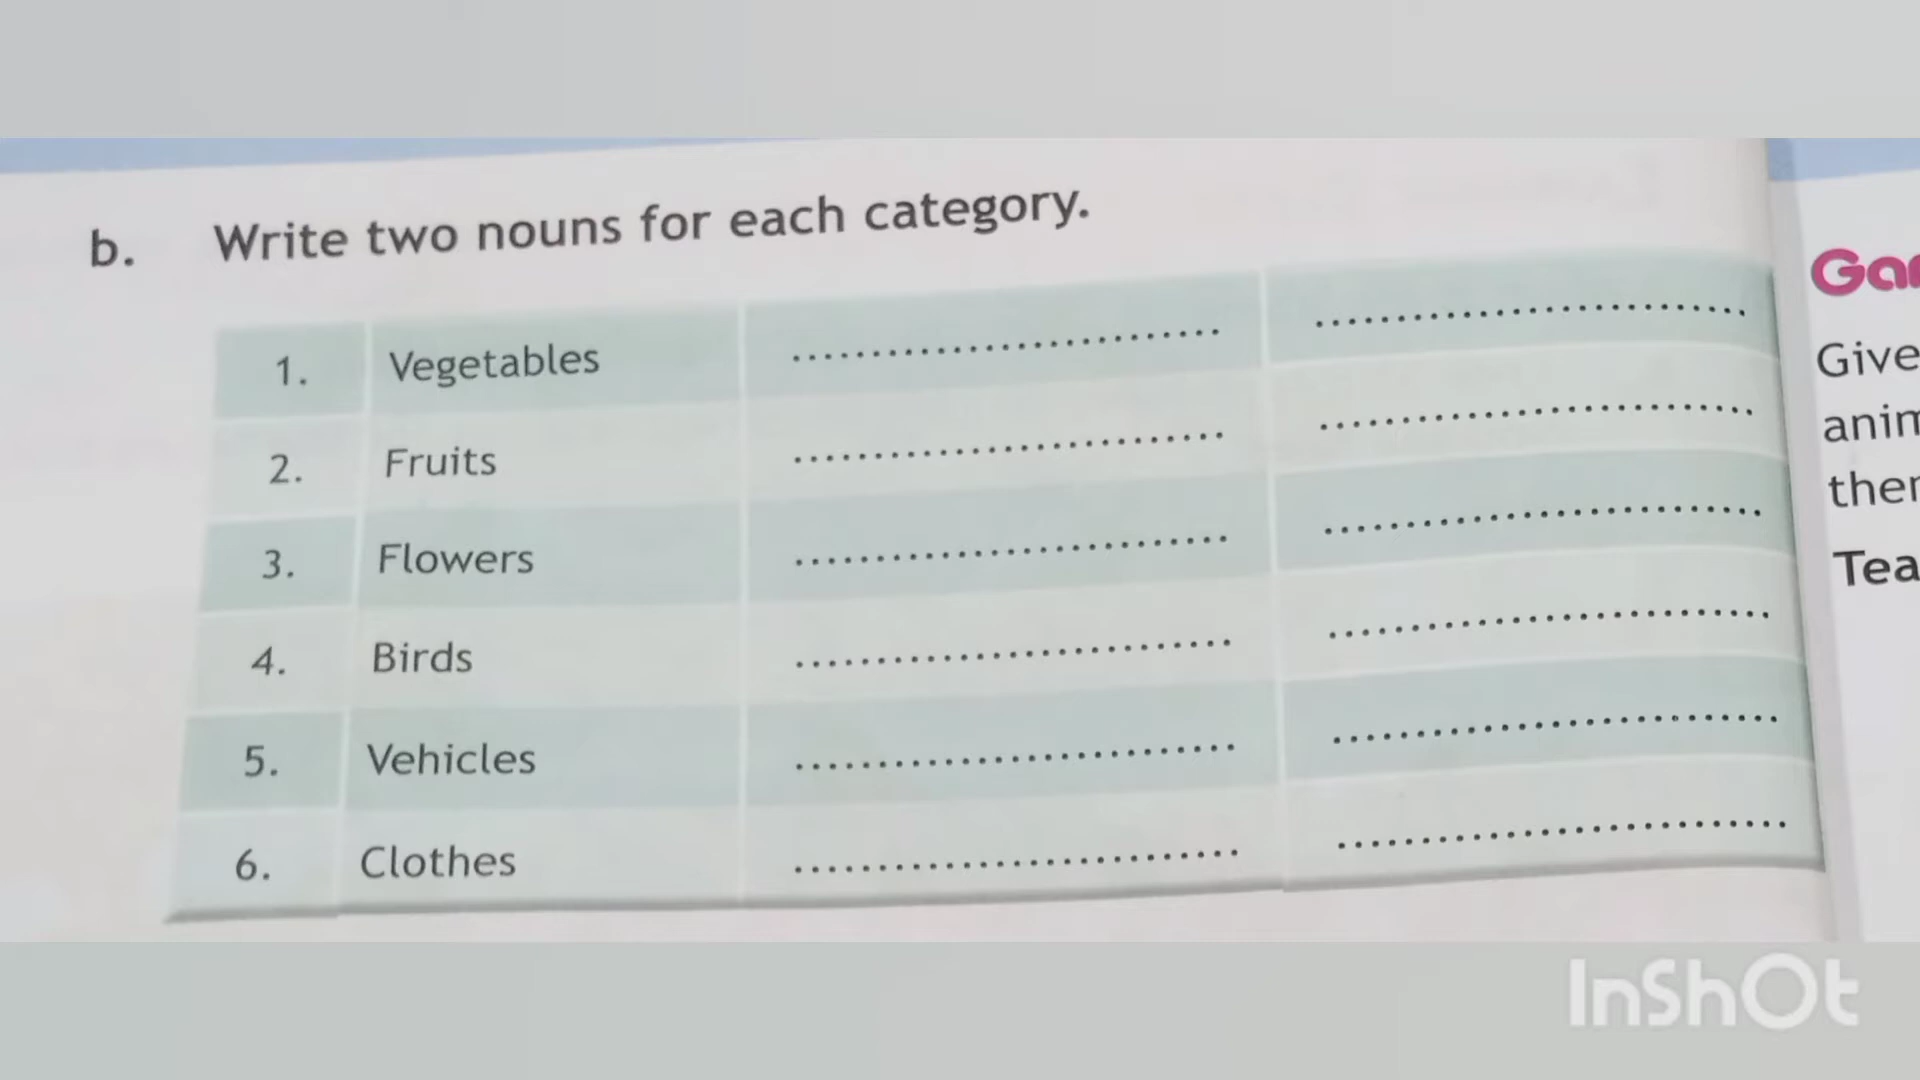 b. Write two nouns for each category.
1. Vegetables ........................... ...........................
2. Fruits ........................... ...........................
3. Flowers ........................... ...........................
4. Birds ........................... ...........................
5. Vehicles ........................... ...........................
6. Clothes ........................... ...........................
Give
InShOt